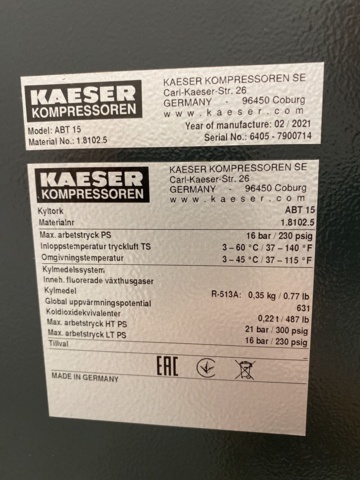 KAESER
KOMPRESSOREN
KAESER KOMPRESSOREN SE
Carl-Kaeser-Str. 26
GERMANY - 96450 Coburg
www.kaeser.com
Model: ABT 15
Year of manufacture: 02 / 2021
Material No.: 1.8102.5
Serial No.: 6405 - 7900714
KAESER
KOMPRESSOREN
KAESER KOMPRESSOREN SE
Carl-Kaeser-Str. 26
GERMANY - 96450 Coburg
www.kaeser.com
Kyltork ABT 15
Materialnr 1.8102.5
Max. arbetstryck PS 16 bar / 230 psig
Inloppstemperatur tryckluft TS 3 – 60 °C / 37 – 140 °F
Omgivningstemperatur 3 – 45 °C / 37 – 115 °F
Kylmedelssystem
Inneh. fluorerade växthusgaser
Kylmedel R-513A: 0,35 kg / 0.77 lb
Global uppvärmningspotential 631
Koldioxidekvivalenter 0,22 t / 487 lb
Max. arbetstryck HT PS 21 bar / 300 psig
Max. arbetstryck LT PS 16 bar / 230 psig
Tillval
EAC
MADE IN GERMANY